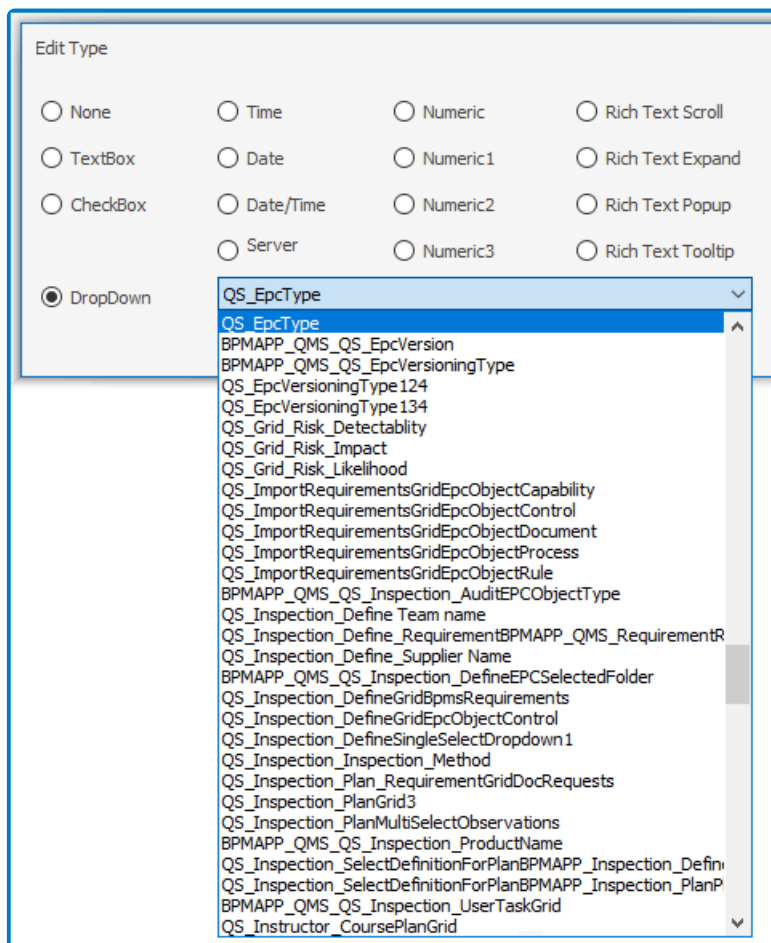 Edit Type
None Time Numeric Rich Text Scroll
TextBox Date Numeric1 Rich Text Expand
CheckBox Date/Time Numeric2 Rich Text Popup
Server Numeric3 Rich Text Tooltip
DropDown QS_EpcType
QS_EpcType
BPMAPP_QMS_QS_EpcVersion
BPMAPP_QMS_QS_EpcVersioningType
QS_EpcVersioningType124
QS_EpcVersioningType134
QS_Grid_Risk_Detectablity
QS_Grid_Risk_Impact
QS_Grid_Risk_Likelihood
QS_ImportRequirementsGridEpcObjectCapability
QS_ImportRequirementsGridEpcObjectControl
QS_ImportRequirementsGridEpcObjectDocument
QS_ImportRequirementsGridEpcObjectProcess
QS_ImportRequirementsGridEpcObjectRule
BPMAPP_QMS_QS_Inspection_AuditEPCObjectType
QS_Inspection_Define Team name
QS_Inspection_Define_RequirementBPMAPP_QMS_RequirementR
QS_Inspection_Define_Supplier Name
BPMAPP_QMS_QS_Inspection_DefineEPCSelectedFolder
QS_Inspection_DefineGridBpmsRequirements
QS_Inspection_DefineGridEpcObjectControl
QS_Inspection_DefineSingleSelectDropdown1
QS_Inspection_Inspection_Method
QS_Inspection_Plan_RequirementGridDocRequests
QS_Inspection_PlanGrid3
QS_Inspection_PlanMultiSelectObservations
BPMAPP_QMS_QS_Inspection_ProductName
QS_Inspection_SelectDefinitionForPlanBPMAPP_Inspection_Define
QS_Inspection_SelectDefinitionForPlanBPMAPP_Inspection_PlanPl
BPMAPP_QMS_QS_Inspection_UserTaskGrid
QS_Instructor_CoursePlanGrid